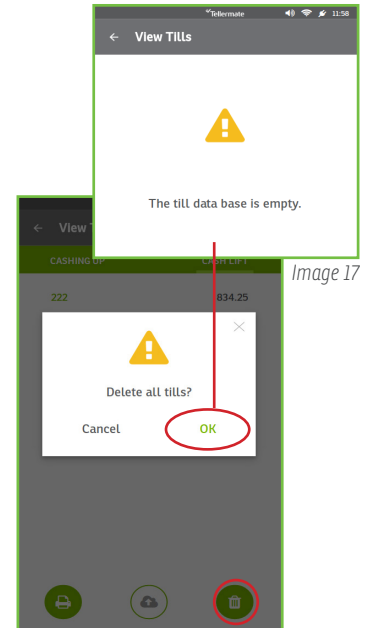 Tellermate 11:58
View Tills
The till data base is empty.
Image 17
View T
CASHING UP CASH LIFT
222 834.25
Delete all tills?
Cancel OK